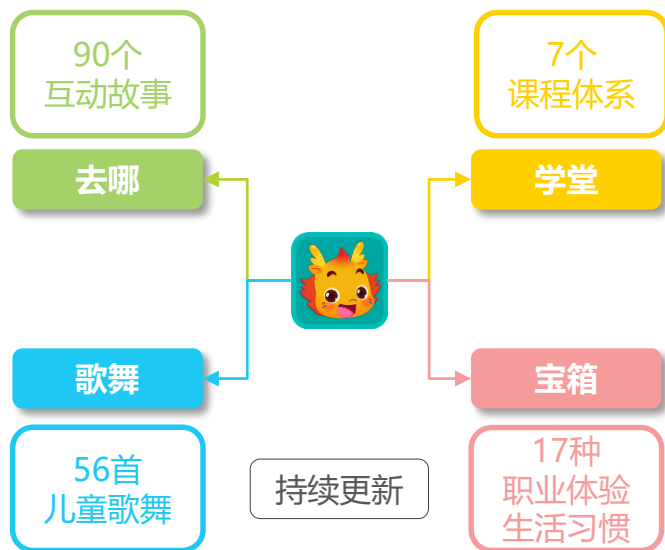 90个
互动故事
7个
课程体系
去哪
学堂
歌舞
宝箱
56首
儿童歌舞
持续更新
17种
职业体验
生活习惯